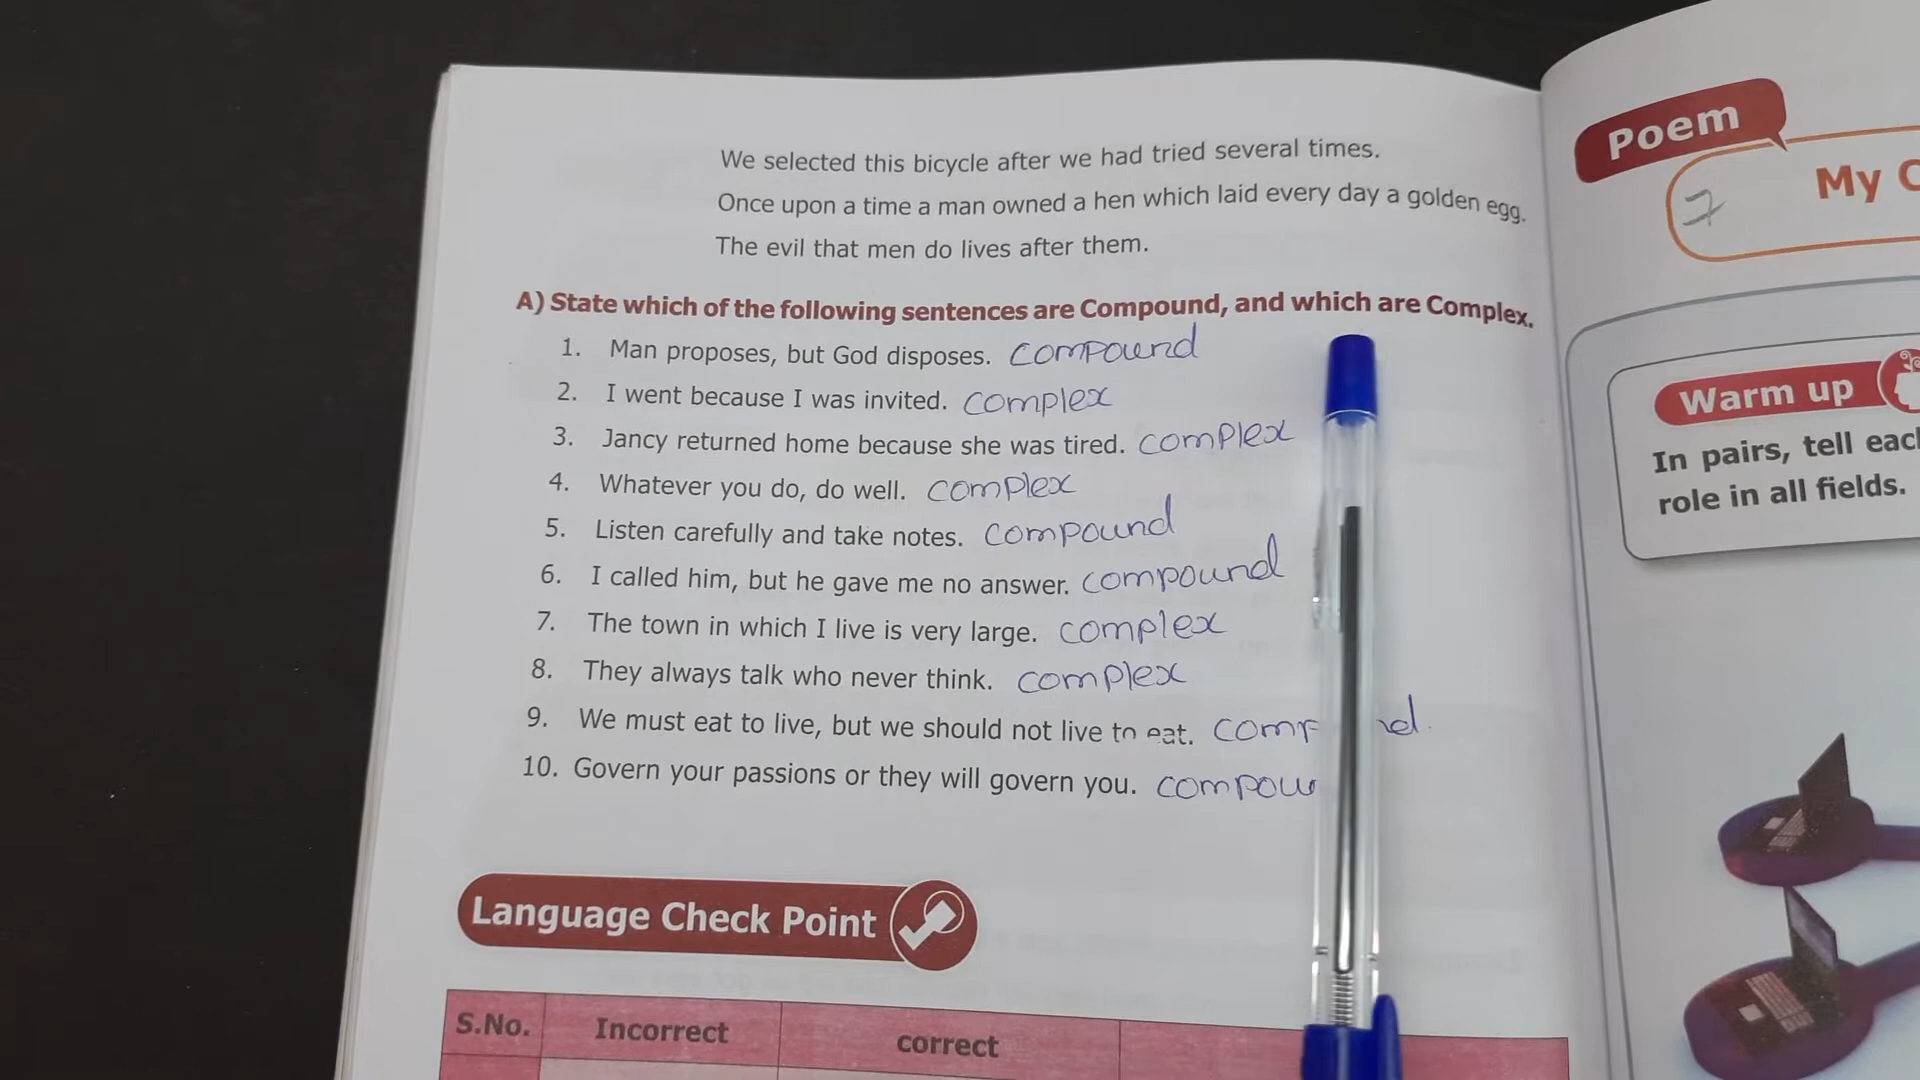 We selected this bicycle after we had tried several times.
Once upon a time a man owned a hen which laid every day a golden egg.
The evil that men do lives after them.
A) State which of the following sentences are Compound, and which are Complex.
1. Man proposes, but God disposes. compound
2. I went because I was invited. complex
3. Jancy returned home because she was tired. complex
4. Whatever you do, do well. complex
5. Listen carefully and take notes. compound
6. I called him, but he gave me no answer. compound
7. The town in which I live is very large. complex
8. They always talk who never think. complex
9. We must eat to live, but we should not live to eat.
10. Govern your passions or they will govern you.
Language Check Point
S.No. Incorrect correct
Poem
7 My
Warm up
In pairs, tell
role in all fields.